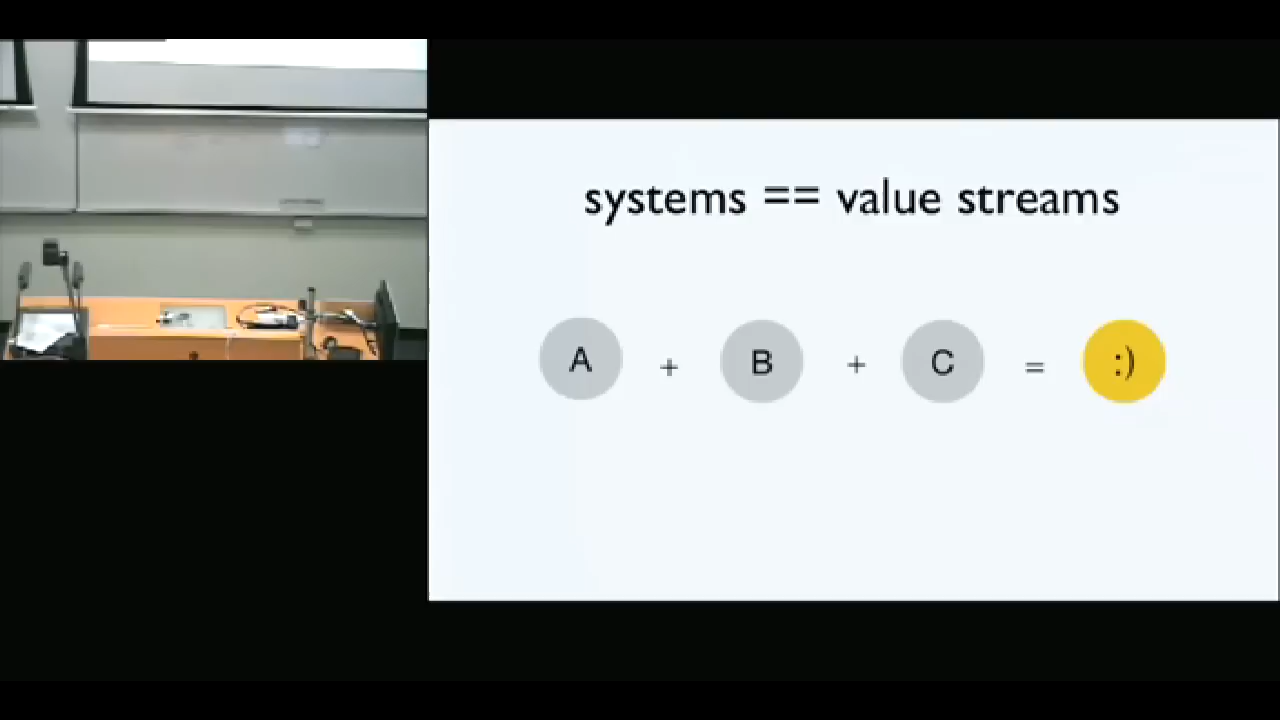 systems == value streams
A + B + C = :)